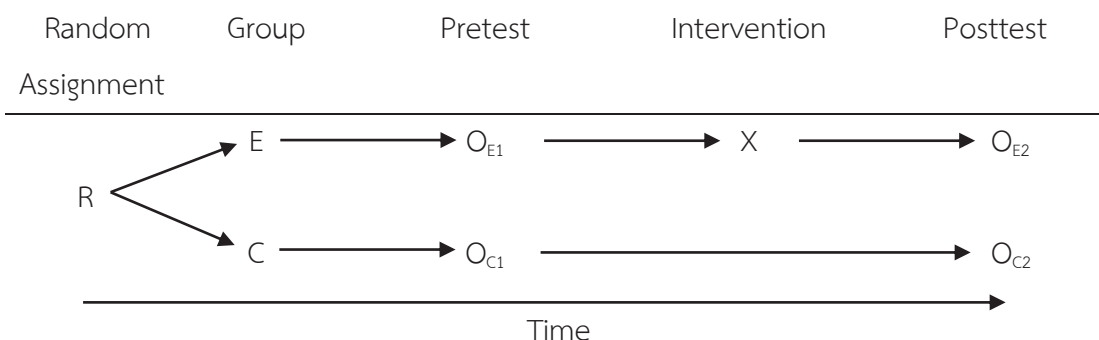 Random Group Pretest Intervention Posttest
Assignment
E O_E1 X O_E2
R
C O_C1 O_C2
Time